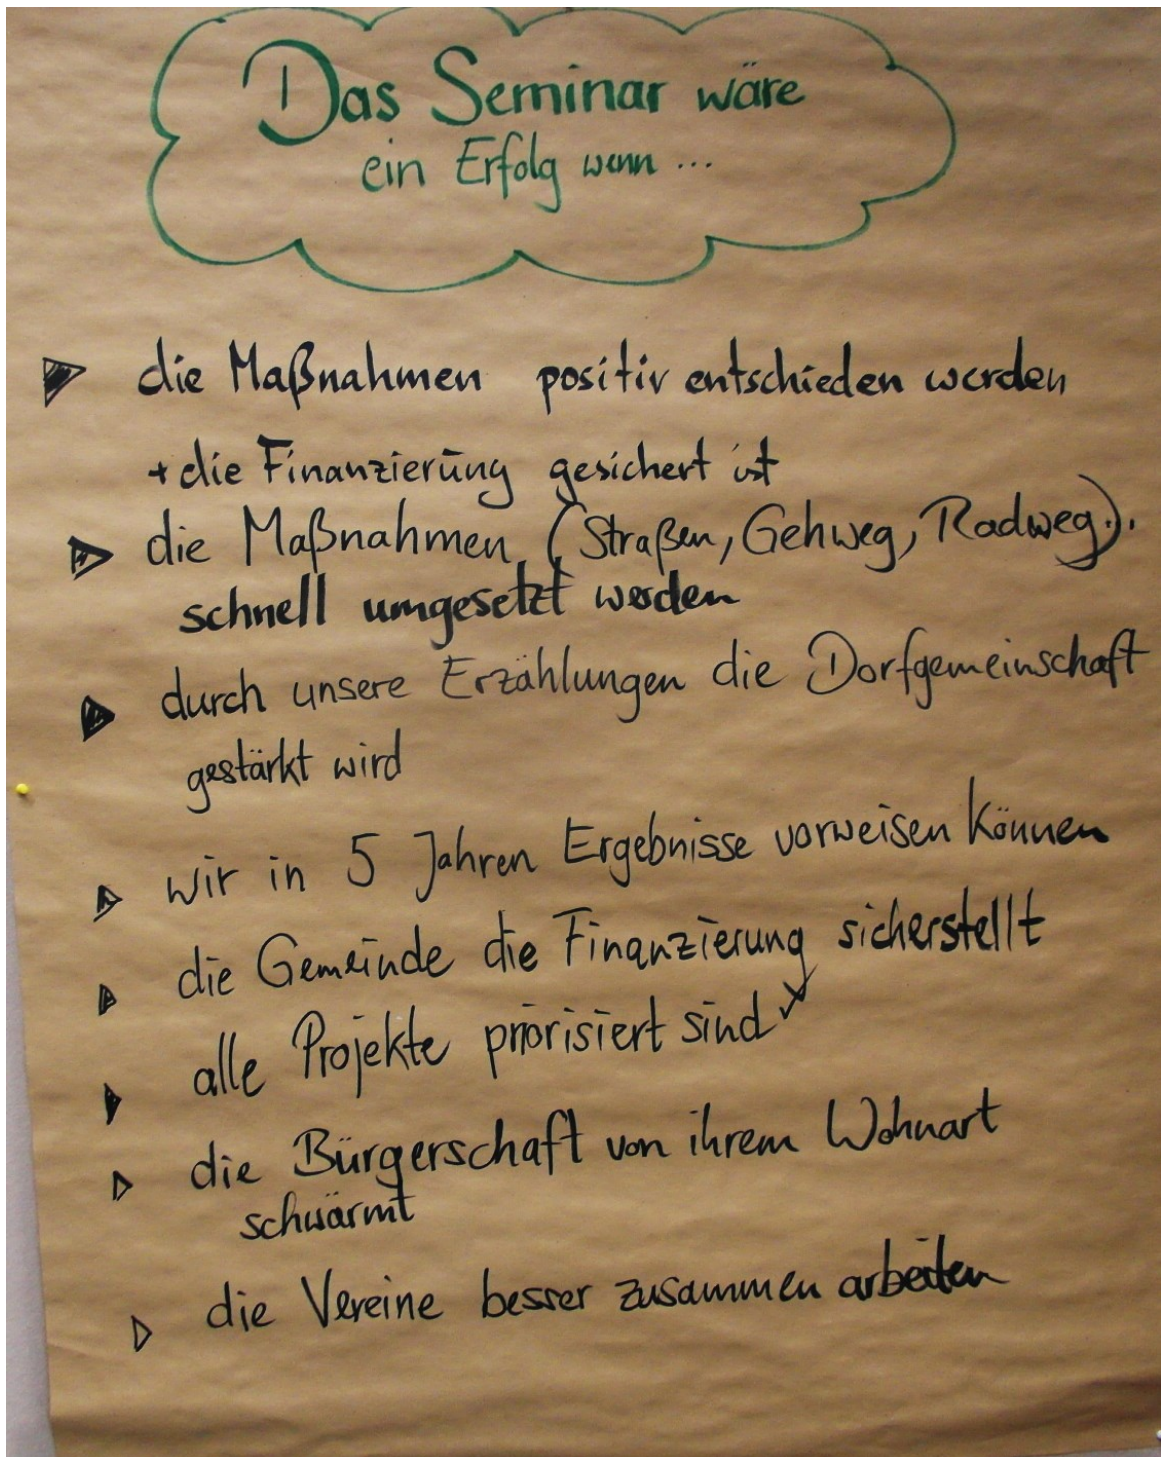 Das Seminar wäre
ein Erfolg wenn ...
die Maßnahmen positiv entschieden werden
+ die Finanzierung gesichert ist
die Maßnahmen (Straßen, Gehweg, Radweg..).
schnell umgesetzt werden
durch unsere Erzählungen die Dorfgemeinschaft
gestärkt wird
wir in 5 Jahren Ergebnisse vorweisen können
die Gemeinde die Finanzierung sicherstellt
alle Projekte priorisiert sind ✓
die Bürgerschaft von ihrem Wohnort
schwärmt
die Vereine besser zusammen arbeiten